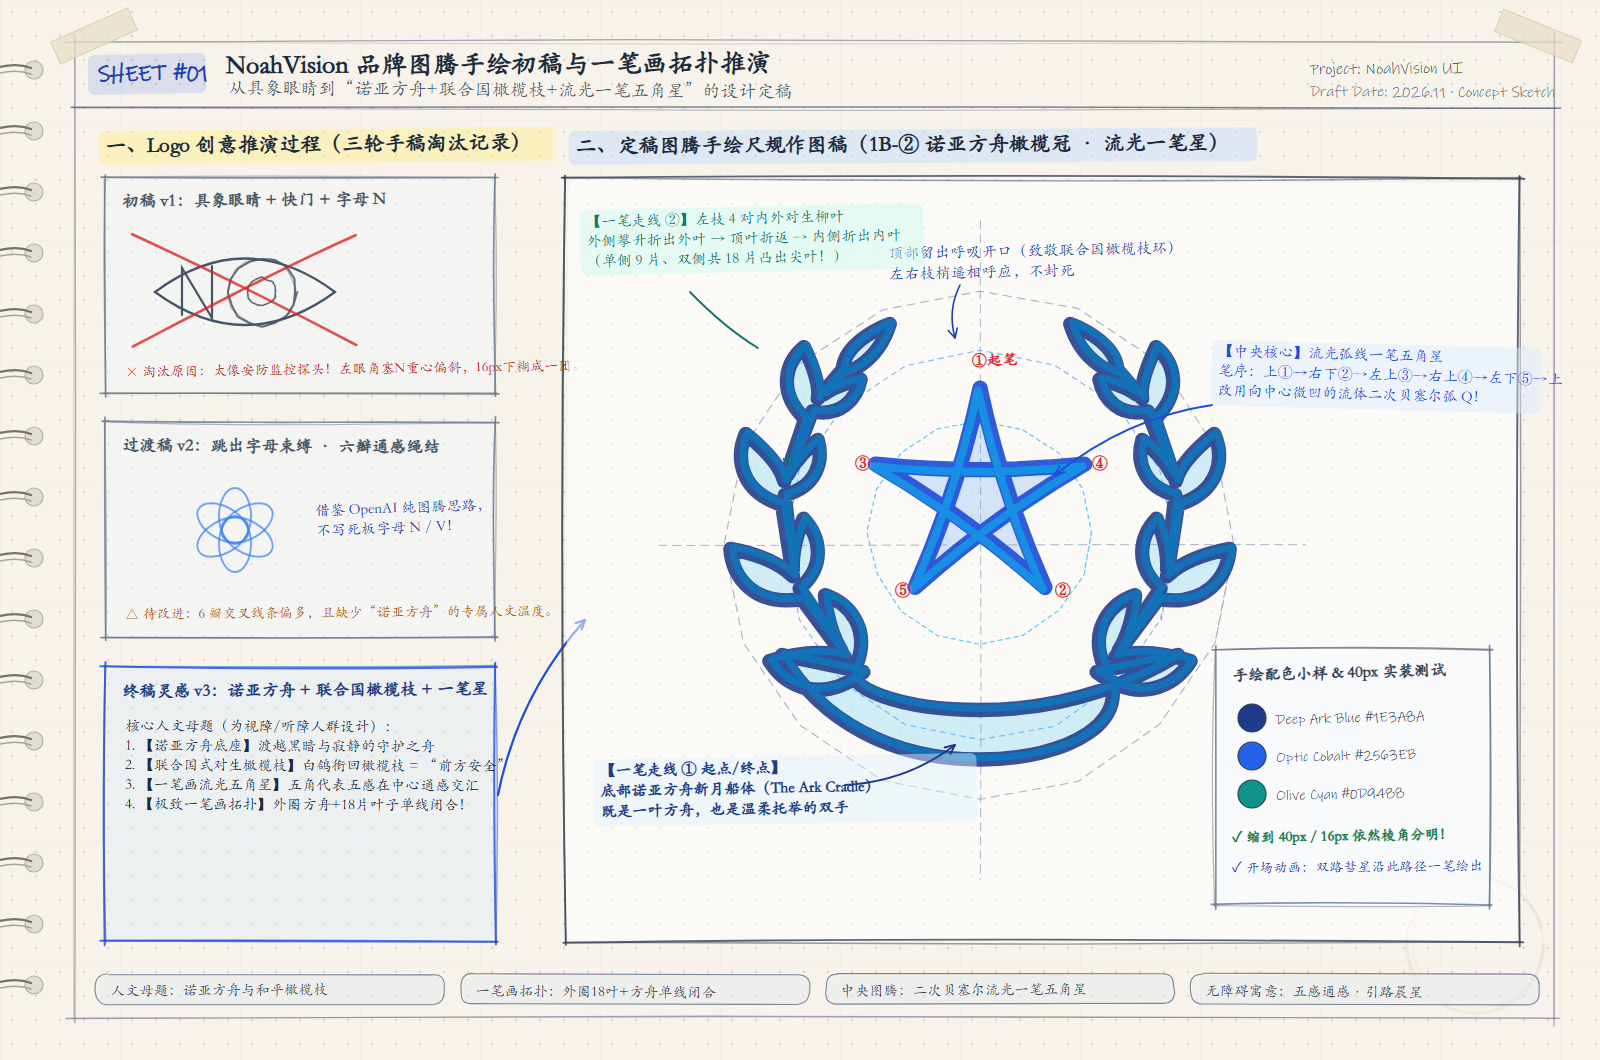 SHEET #01
NoahVision 品牌图腾手绘初稿与一笔画拓扑推演
从具象眼睛到“诺亚方舟+联合国橄榄枝+流光一笔五角星”的设计定稿
Project: NoahVision UI
Draft Date: 2026.11 · Concept Sketch
一、Logo 创意推演过程（三轮手稿淘汰记录）
初稿 v1：具象眼睛 + 快门 + 字母 N
N
× 淘汰原因：太像安防监控探头！左眼角塞N重心偏斜，16px下糊成一团。
过渡稿 v2：跳出字母束缚 · 六瓣通感绳结
借鉴 OpenAI 纯图腾思路，
不写死板字母 N / V!
△ 待改进：6 瓣交叉线条偏多，且缺少“诺亚方舟”的专属人文温度。
终稿灵感 v3：诺亚方舟 + 联合国橄榄枝 + 一笔星
核心人文母题（为视障/听障人群设计）：
1. 【诺亚方舟底座】渡越黑暗与寂静的守护之舟
2. 【联合国式对生橄榄枝】白鸽衔回橄榄枝 = “前方安全”
3. 【一笔画流光五角星】五角代表五感在中心通感交汇
4. 【极致一笔画拓扑】外圈方舟+18片叶子单线闭合！
二、定稿图腾手绘尺规作图稿（1B-② 诺亚方舟橄榄冠 · 流光一笔星）
【一笔走线 ②】左枝 4 对内外对生柳叶
外侧攀升折出外叶 → 顶叶折返 → 内侧折出内叶
（单侧 9 片、双侧共 18 片凸出尖叶！）
顶部留出呼吸开口（致敬联合国橄榄枝环）
左右枝梢遥相呼应，不封死
①起笔
③
④
⑤
②
【中央核心】流光弧线一笔五角星
笔序：上①→右下②→左上③→右上④→左下⑤→上
改用向中心微凹的流体二次贝塞尔弧 Q!
【一笔走线 ① 起点/终点】
底部诺亚方舟新月船体（The Ark Cradle）
既是一叶方舟，也是温柔托举的双手
手绘配色小样 & 40px 实装测试
Deep Ark Blue #1E3A8A
Optic Cobalt #2563EB
Olive Cyan #0D9488
✓ 缩到 40px / 16px 依然棱角分明！
✓ 开场动画：双路彗星沿此路径一笔绘出
人文母题：诺亚方舟与和平橄榄枝
一笔画拓扑：外圈18叶+方舟单线闭合
中央图腾：二次贝塞尔流光一笔五角星
无障碍寓意：五感通感 · 引路晨星